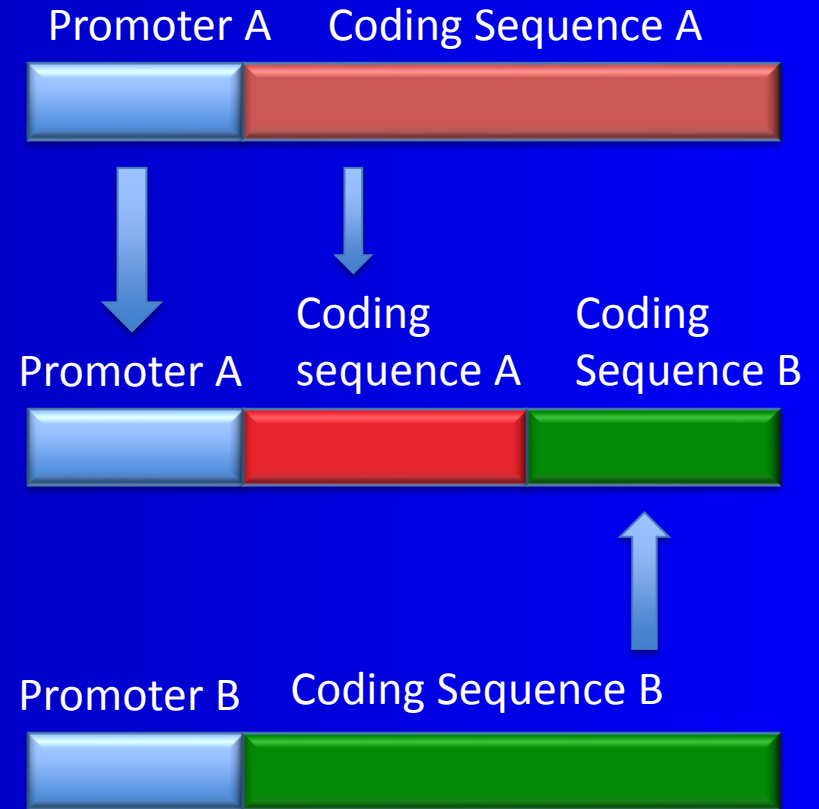 Promoter A Coding Sequence A
Coding Coding
Promoter A sequence A Sequence B
Promoter B Coding Sequence B